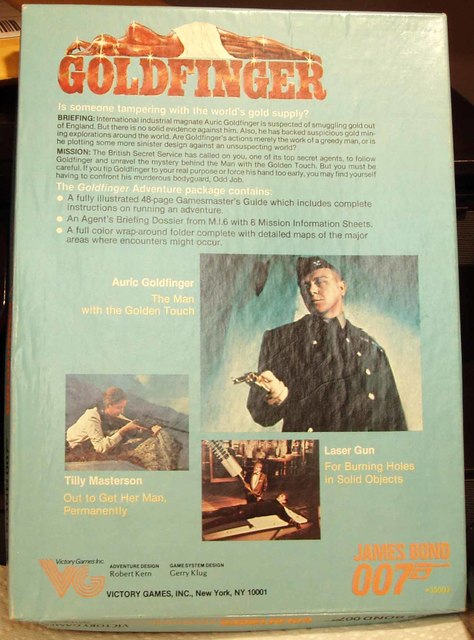 GOLDFINGER
Is someone tampering with the world's gold supply?
BRIEFING: International industrial magnate Auric Goldfinger is suspected of smuggling gold out
of England. But there is no solid evidence against him. Also, he has backed suspicious gold min-
ing explorations around the world. Are Goldfinger's actions merely the work of a greedy man, or is
he plotting some more sinister design against an unsuspecting world?
MISSION: The British Secret Service has called on you, one of its top secret agents, to follow
Goldfinger and unravel the mystery behind the Man with the Golden Touch. But you must be
careful. If you tip Goldfinger to your real purpose or force his hand too early, you may find yourself
having to confront his murderous bodyguard, Odd Job.
The Goldfinger Adventure package contains:
• A fully illustrated 48-page Gamesmaster's Guide which includes complete
instructions on running an adventure.
• An Agent's Briefing Dossier from M.I.6 with 6 Mission Information Sheets.
• A full color wrap-around folder complete with detailed maps of the major
areas where encounters might occur.
Auric Goldfinger
The Man
with the Golden Touch
Tilly Masterson
Out to Get Her Man,
Permanently
Laser Gun
For Burning Holes
in Solid Objects
Victory Games Inc.
VG
ADVENTURE DESIGN
Robert Kern
GAME SYSTEM DESIGN
Gerry Klug
VICTORY GAMES, INC., New York, NY 10001
JAMES BOND
007